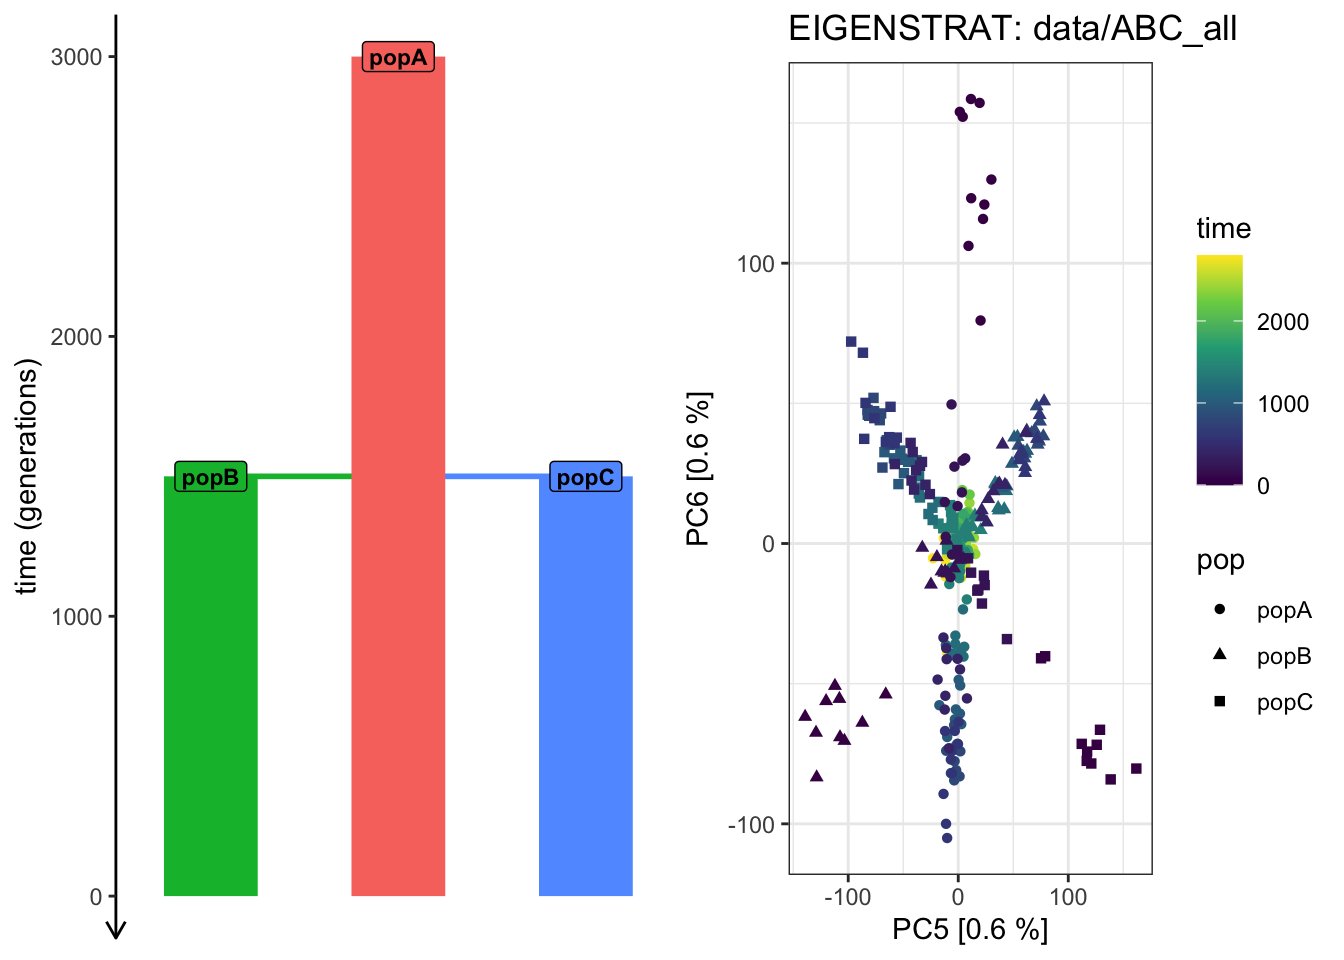 time (generations)
3000
2000
1000
0
popA
popB
popC
EIGENSTRAT: data/ABC_all
PC6 [0.6 %]
100
0
-100
-100
0
100
PC5 [0.6 %]
time
2000
1000
0
pop
popA
popB
popC